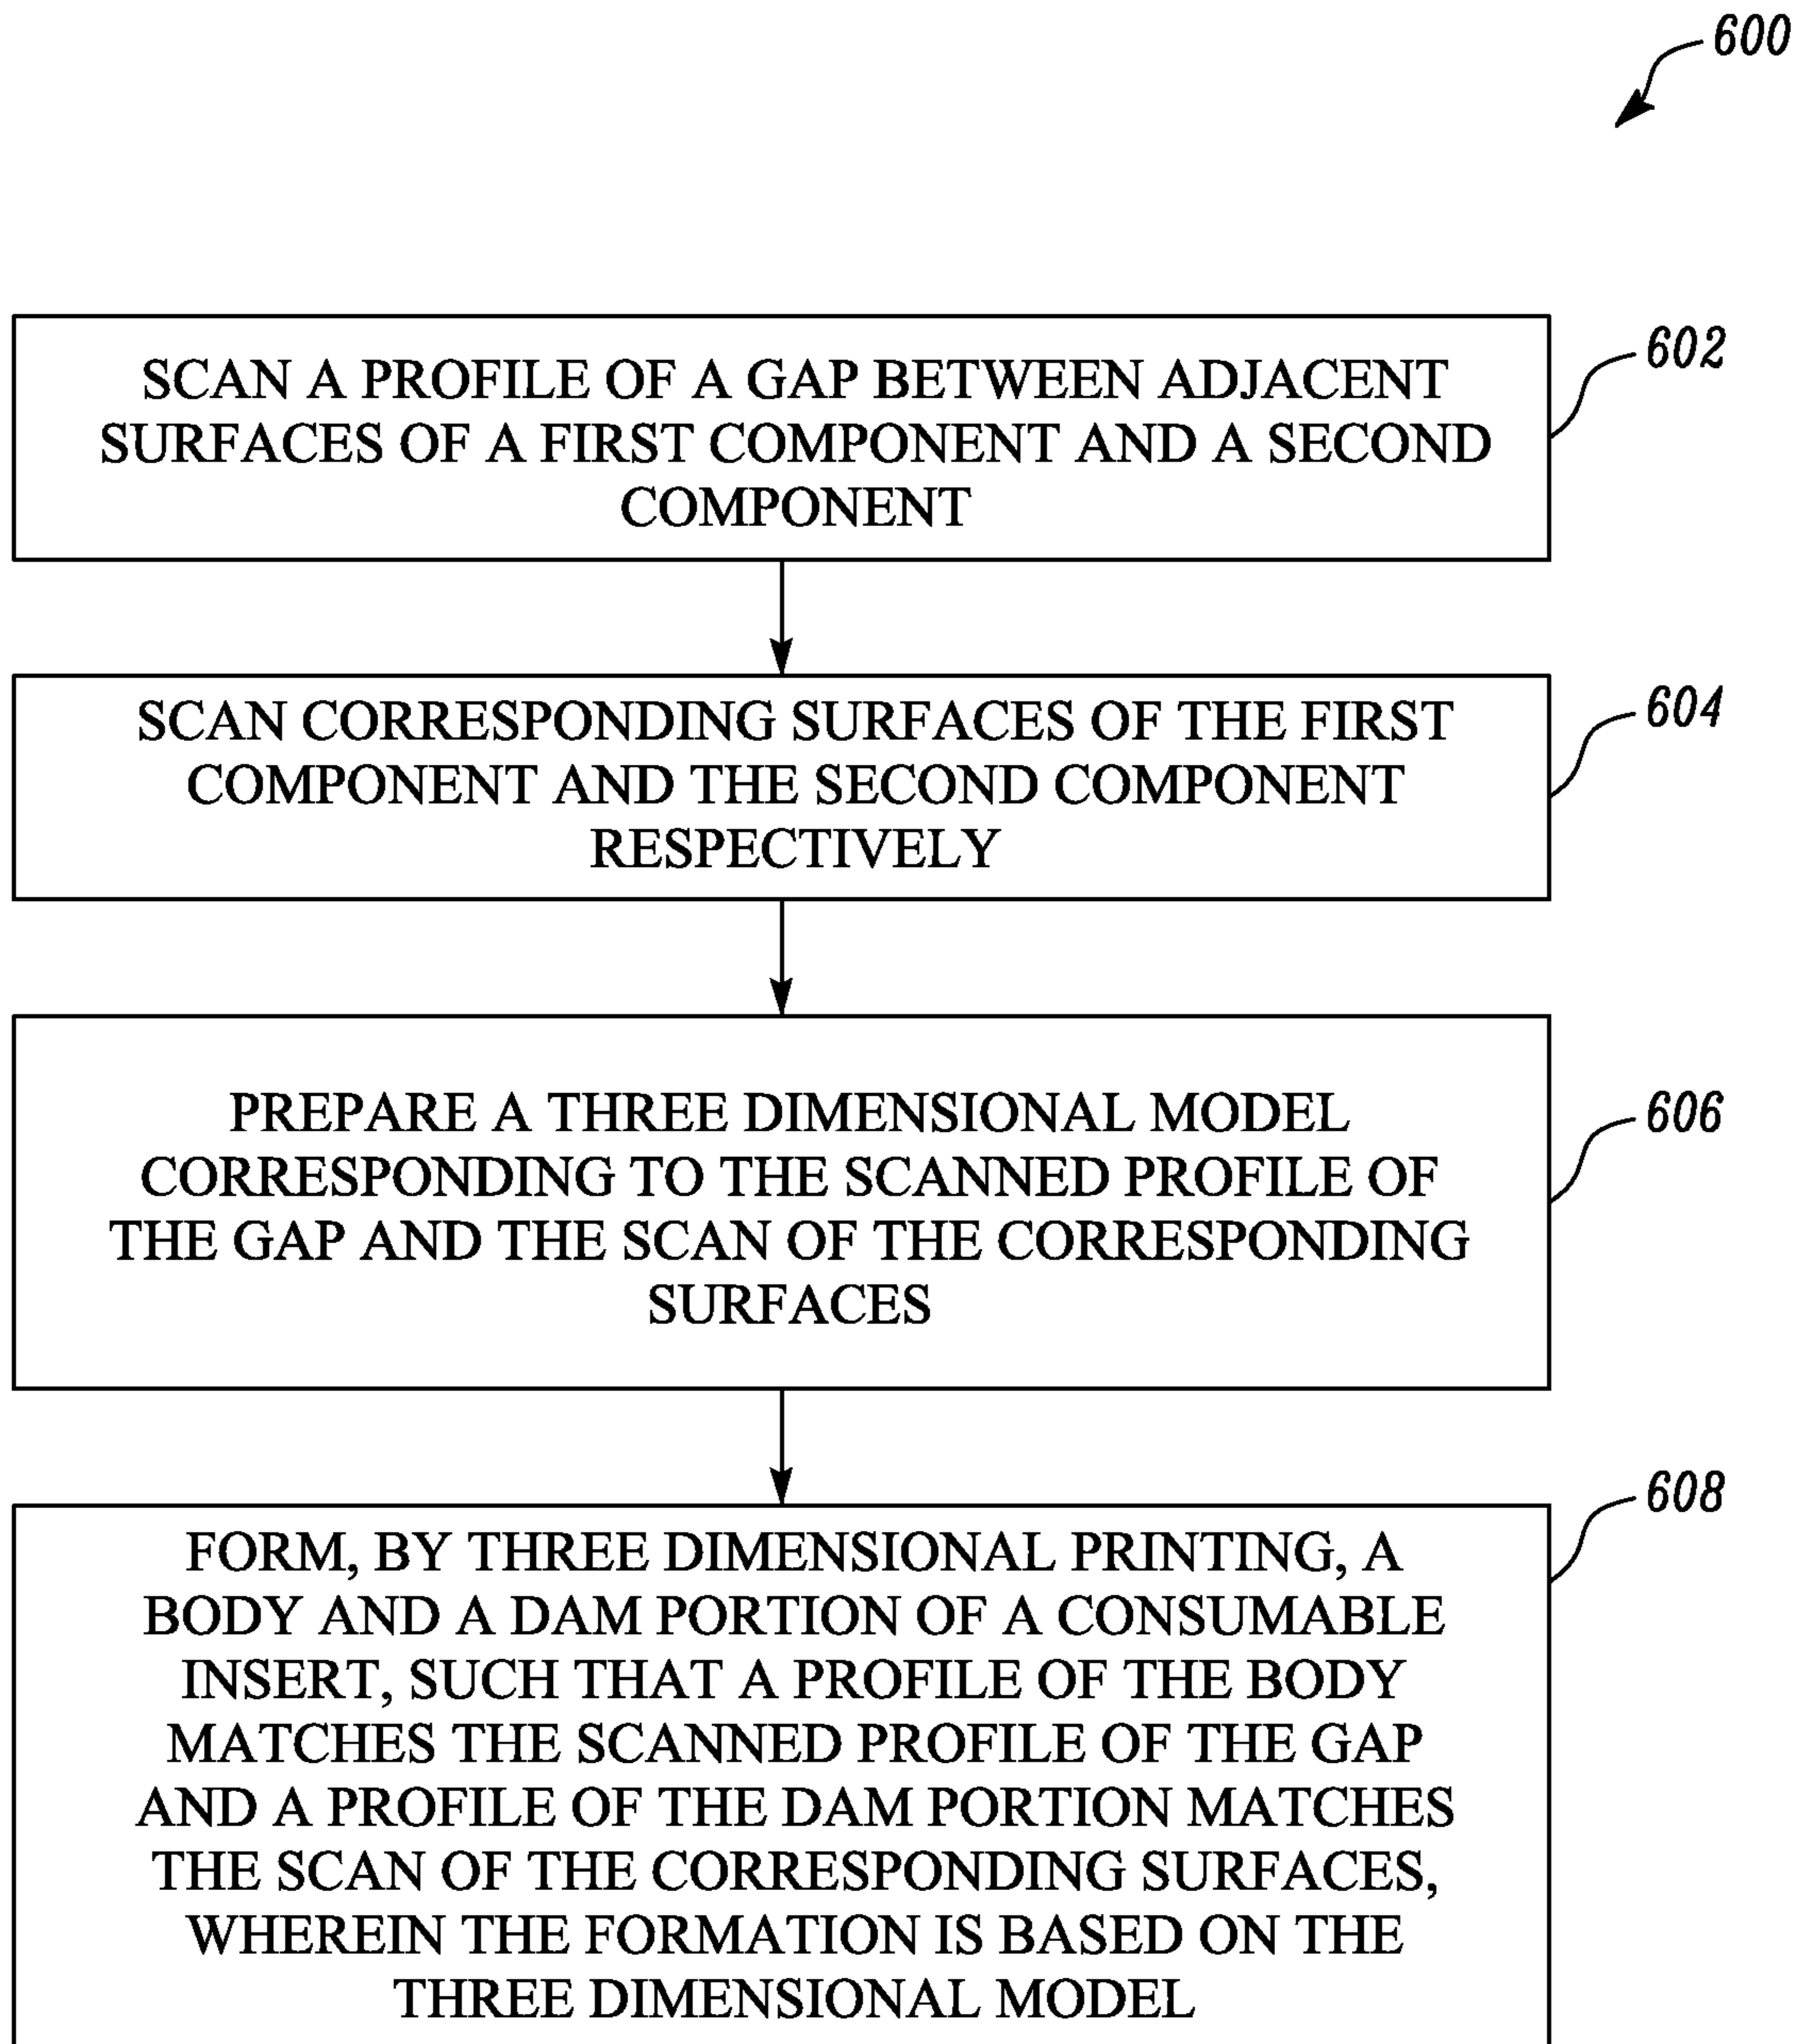 600
SCAN A PROFILE OF A GAP BETWEEN ADJACENT
SURFACES OF A FIRST COMPONENT AND A SECOND
COMPONENT
602
SCAN CORRESPONDING SURFACES OF THE FIRST
COMPONENT AND THE SECOND COMPONENT
RESPECTIVELY
604
PREPARE A THREE DIMENSIONAL MODEL
CORRESPONDING TO THE SCANNED PROFILE OF
THE GAP AND THE SCAN OF THE CORRESPONDING
SURFACES
606
FORM, BY THREE DIMENSIONAL PRINTING, A
BODY AND A DAM PORTION OF A CONSUMABLE
INSERT, SUCH THAT A PROFILE OF THE BODY
MATCHES THE SCANNED PROFILE OF THE GAP
AND A PROFILE OF THE DAM PORTION MATCHES
THE SCAN OF THE CORRESPONDING SURFACES,
WHEREIN THE FORMATION IS BASED ON THE
THREE DIMENSIONAL MODEL
608